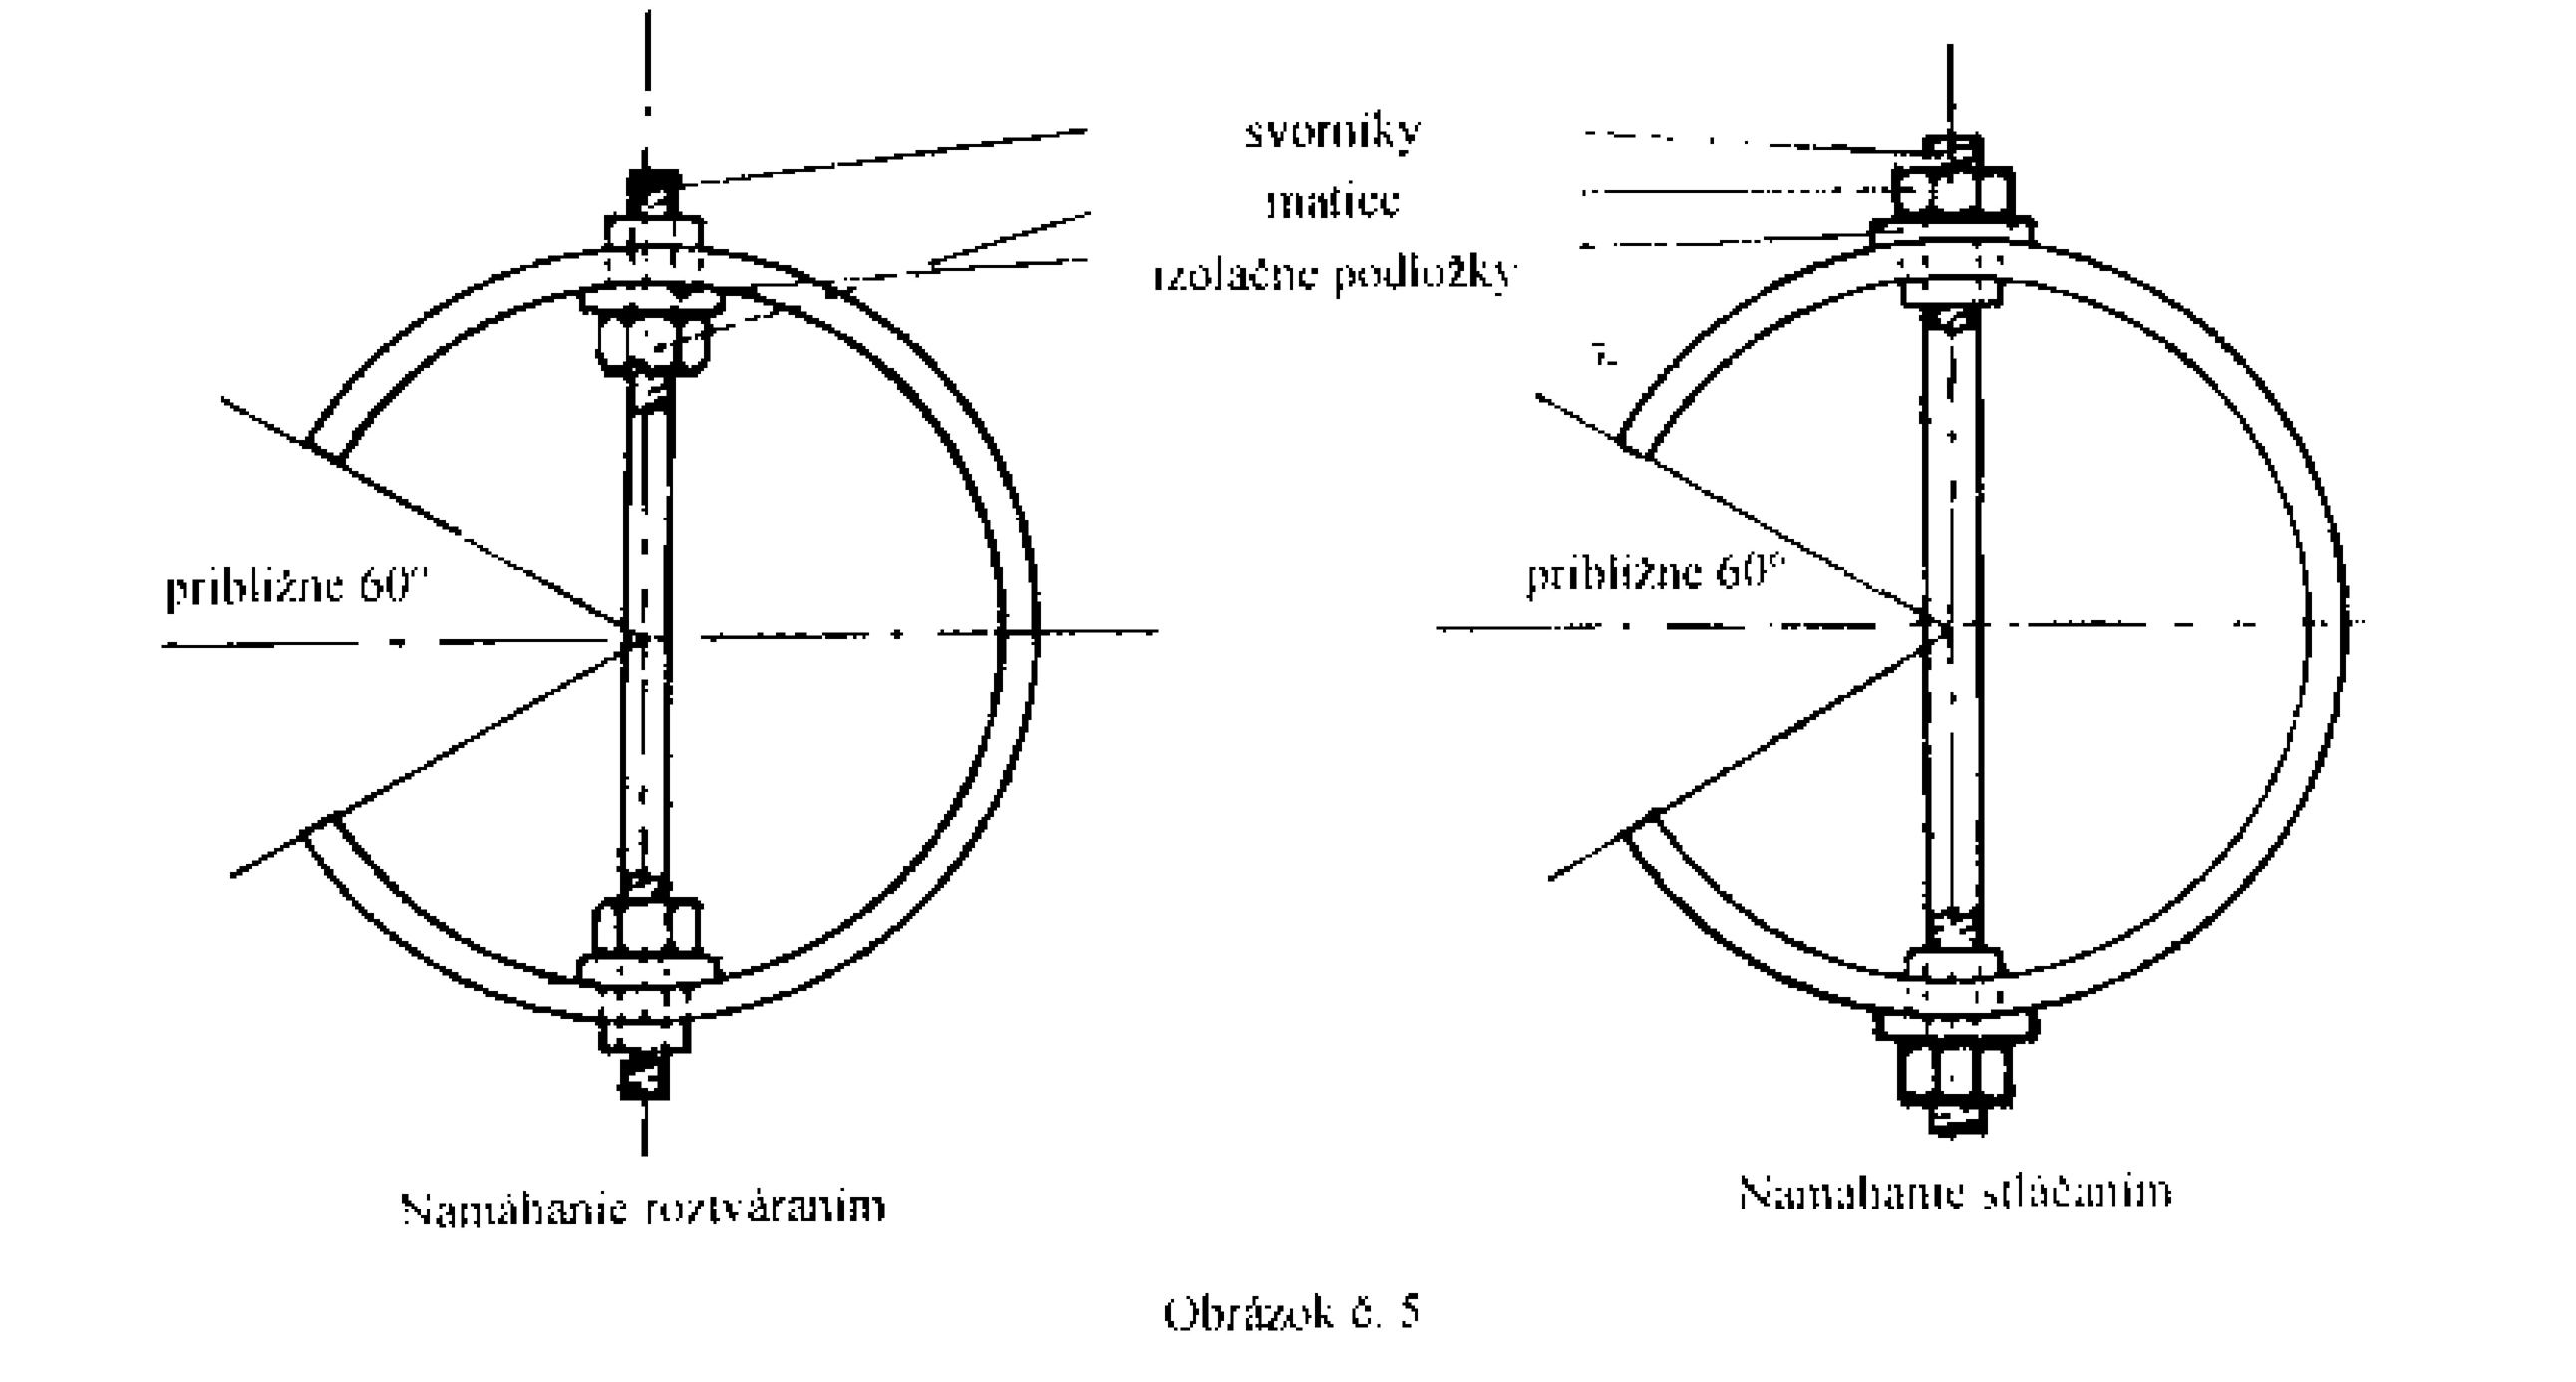 svorníky
matice
izolačné podložky
približne 60°
približne 60°
Namáhanie roztváraním
Namáhanie stláčaním
Obrázok č. 5